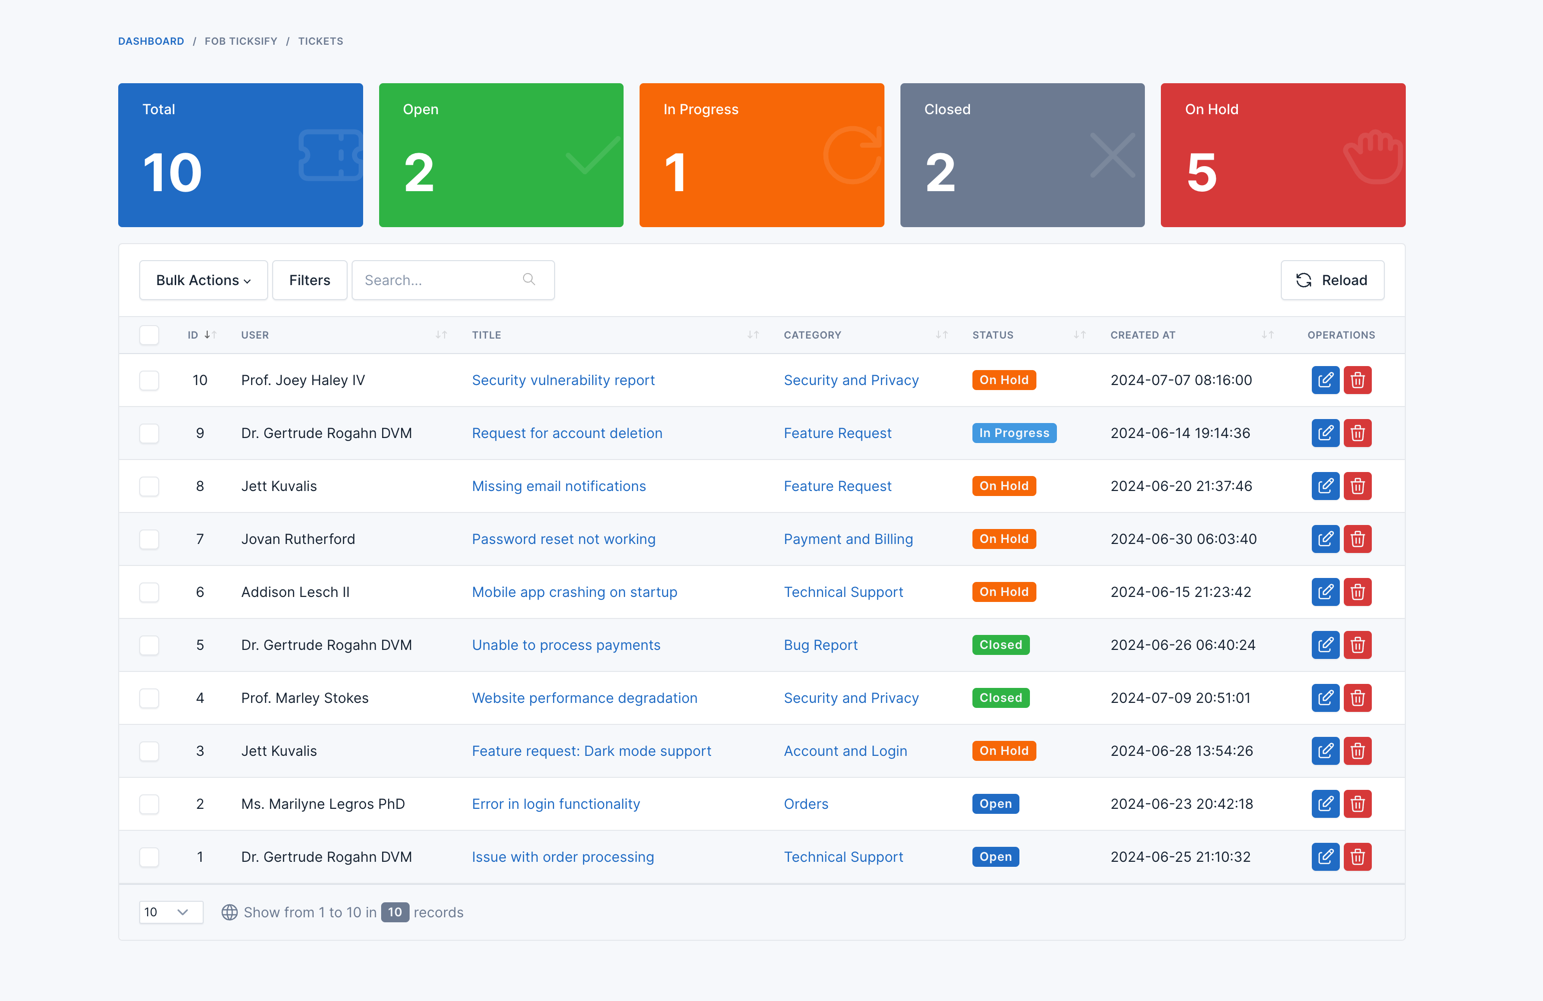 DASHBOARD / FOB TICKSIFY / TICKETS
Total Open In Progress Closed On Hold
10 2 1 2 5
Bulk Actions Filters Search... Reload
ID USER TITLE CATEGORY STATUS CREATED AT OPERATIONS
10 Prof. Joey Haley IV Security vulnerability report Security and Privacy On Hold 2024-07-07 08:16:00
9 Dr. Gertrude Rogahn DVM Request for account deletion Feature Request In Progress 2024-06-14 19:14:36
8 Jett Kuvalis Missing email notifications Feature Request On Hold 2024-06-20 21:37:46
7 Jovan Rutherford Password reset not working Payment and Billing On Hold 2024-06-30 06:03:40
6 Addison Lesch II Mobile app crashing on startup Technical Support On Hold 2024-06-15 21:23:42
5 Dr. Gertrude Rogahn DVM Unable to process payments Bug Report Closed 2024-06-26 06:40:24
4 Prof. Marley Stokes Website performance degradation Security and Privacy Closed 2024-07-09 20:51:01
3 Jett Kuvalis Feature request: Dark mode support Account and Login On Hold 2024-06-28 13:54:26
2 Ms. Marilyne Legros PhD Error in login functionality Orders Open 2024-06-23 20:42:18
1 Dr. Gertrude Rogahn DVM Issue with order processing Technical Support Open 2024-06-25 21:10:32
10 Show from 1 to 10 in 10 records